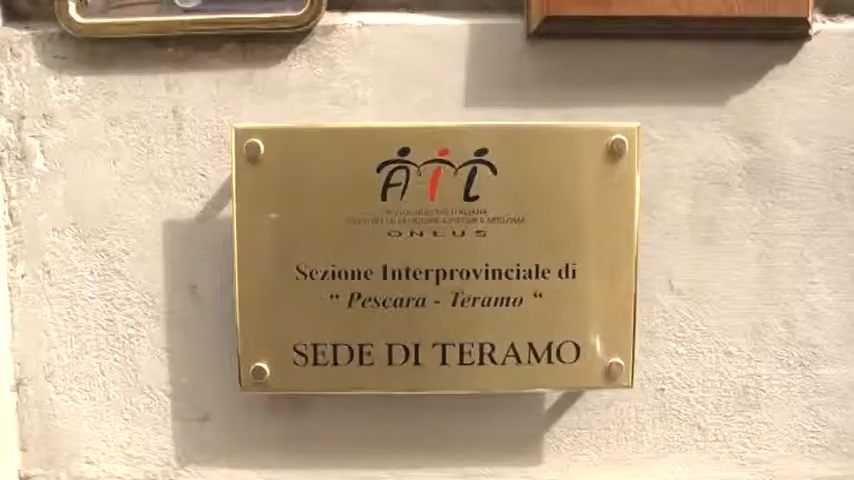 AIL
ASSOCIAZIONE ITALIANA
CONTRO LE LEUCEMIE-LINFOMI E MIELOMA
ONLUS
Sezione Interprovinciale di
“ Pescara - Teramo “
SEDE DI TERAMO